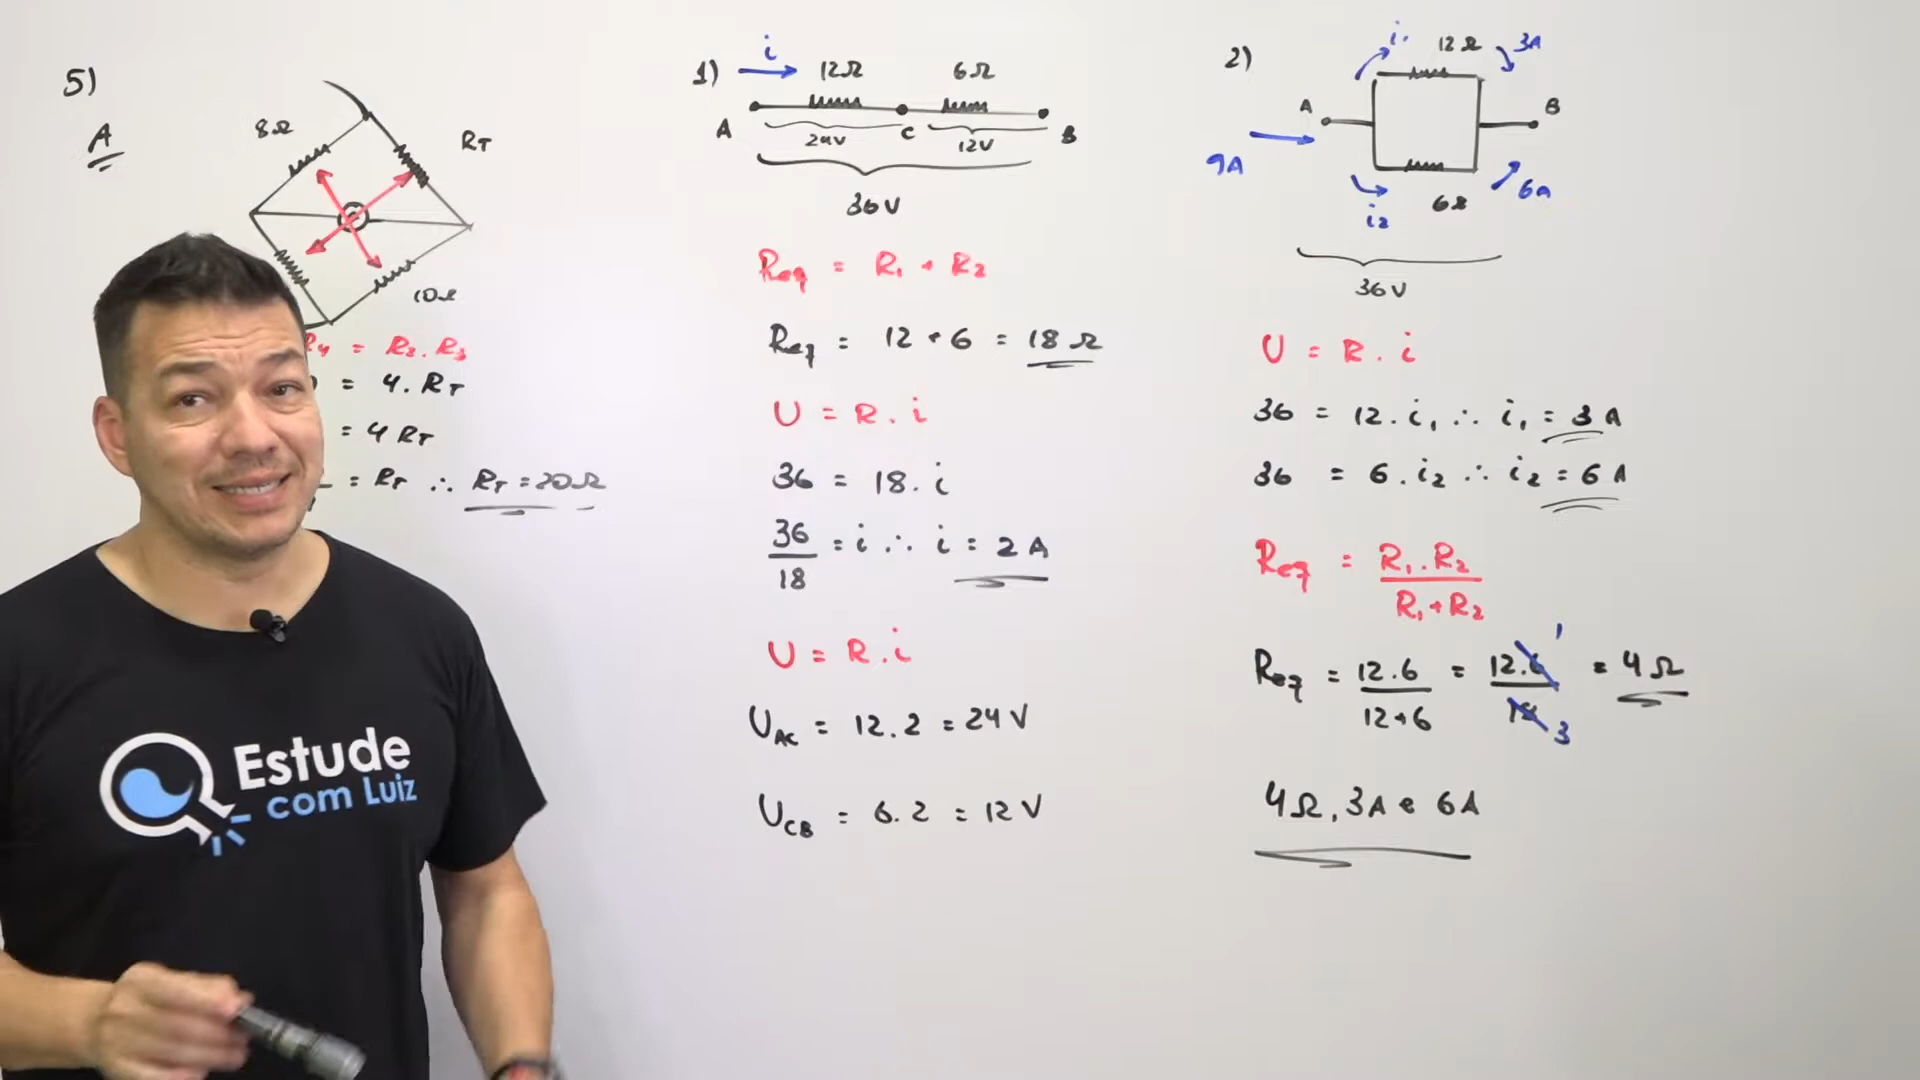 5)
A
8Ω
RT
10Ω
R4 = R2 . R3
= 4 . RT
= 4 RT
= RT ∴ RT = 20Ω
1)
i
12Ω
6Ω
A
24V
C
12V
B
36V
Req = R1 + R2
Req = 12 + 6 = 18 Ω
U = R . i
36 = 18 . i
36
18
= i ∴ i = 2 A
U = R . i
UAC = 12 . 2 = 24 V
UCB = 6 . 2 = 12 V
2)
i1
12 Ω
3A
A
B
9A
i2
6Ω
6A
36V
U = R . i
36 = 12 . i1 ∴ i1 = 3 A
36 = 6 . i2 ∴ i2 = 6 A
Req = R1 . R2
R1 + R2
Req = 12 . 6 = 12 . 6 1 = 4 Ω
12 + 6 18 3
4Ω, 3A e 6A
Estude
com Luiz